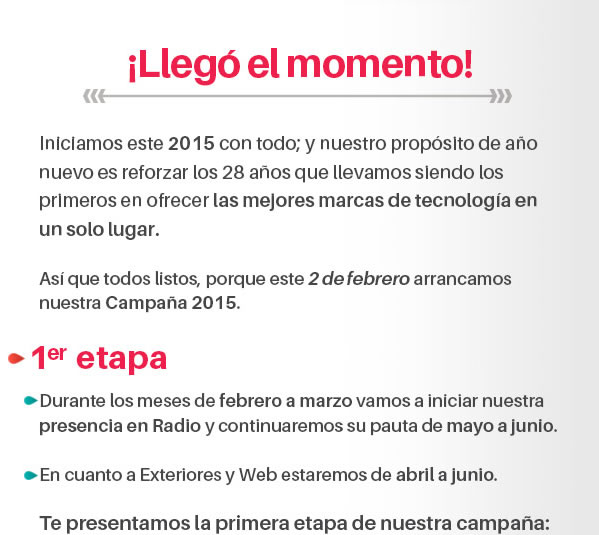 ¡Llegó el momento!
Iniciamos este 2015 con todo; y nuestro propósito de año
nuevo es reforzar los 28 años que llevamos siendo los
primeros en ofrecer las mejores marcas de tecnología en
un solo lugar.
Así que todos listos, porque este 2 de febrero arrancamos
nuestra Campaña 2015.
1er etapa
Durante los meses de febrero a marzo vamos a iniciar nuestra
presencia en Radio y continuaremos su pauta de mayo a junio.
En cuanto a Exteriores y Web estaremos de abril a junio.
Te presentamos la primera etapa de nuestra campaña: